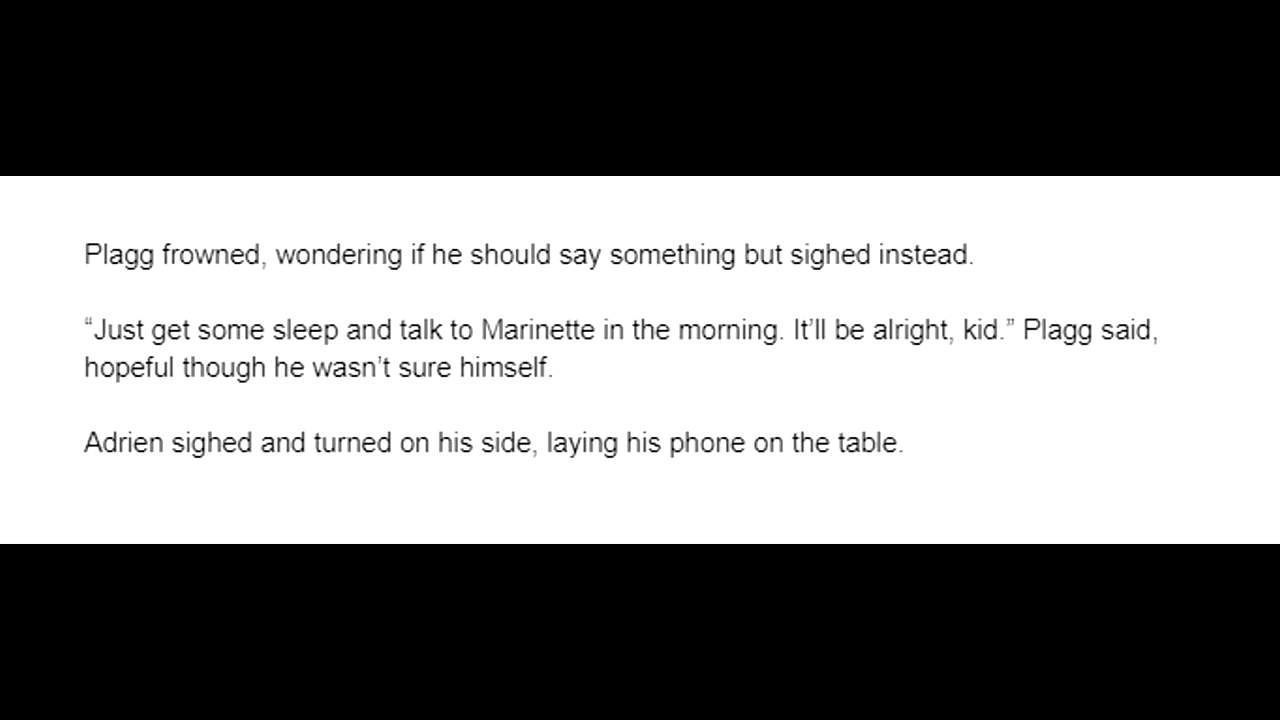 Plagg frowned, wondering if he should say something but sighed instead.
“Just get some sleep and talk to Marinette in the morning. It’ll be alright, kid.” Plagg said,
hopeful though he wasn’t sure himself.
Adrien sighed and turned on his side, laying his phone on the table.